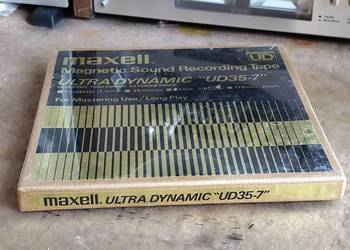 maxell®
UD
Magnetic Sound Recording Tape
ULTRA DYNAMIC "UD35-7"
For Mastering Use / Long Play
maxell. ULTRA DYNAMIC "UD35-7"